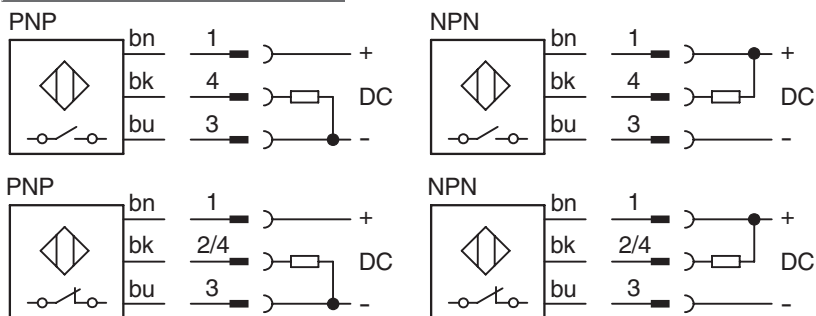 PNP
bn 1 +
bk 4 DC
bu 3 -
NPN
bn 1 +
bk 4 DC
bu 3 -
PNP
bn 1 +
bk 2/4 DC
bu 3 -
NPN
bn 1 +
bk 2/4 DC
bu 3 -